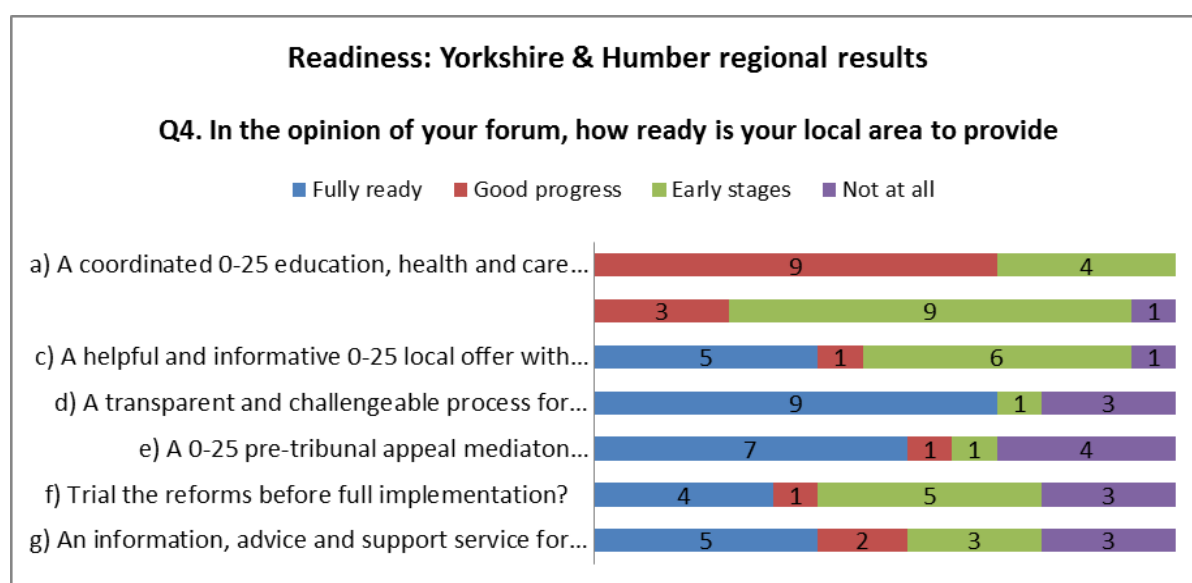 Readiness: Yorkshire & Humber regional results
Q4. In the opinion of your forum, how ready is your local area to provide
Fully ready Good progress Early stages Not at all
a) A coordinated 0-25 education, health and care... 9 4
3 9 1
c) A helpful and informative 0-25 local offer with... 5 1 6 1
d) A transparent and challengeable process for... 9 1 3
e) A 0-25 pre-tribunal appeal mediaton... 7 1 1 4
f) Trial the reforms before full implementation? 4 1 5 3
g) An information, advice and support service for... 5 2 3 3